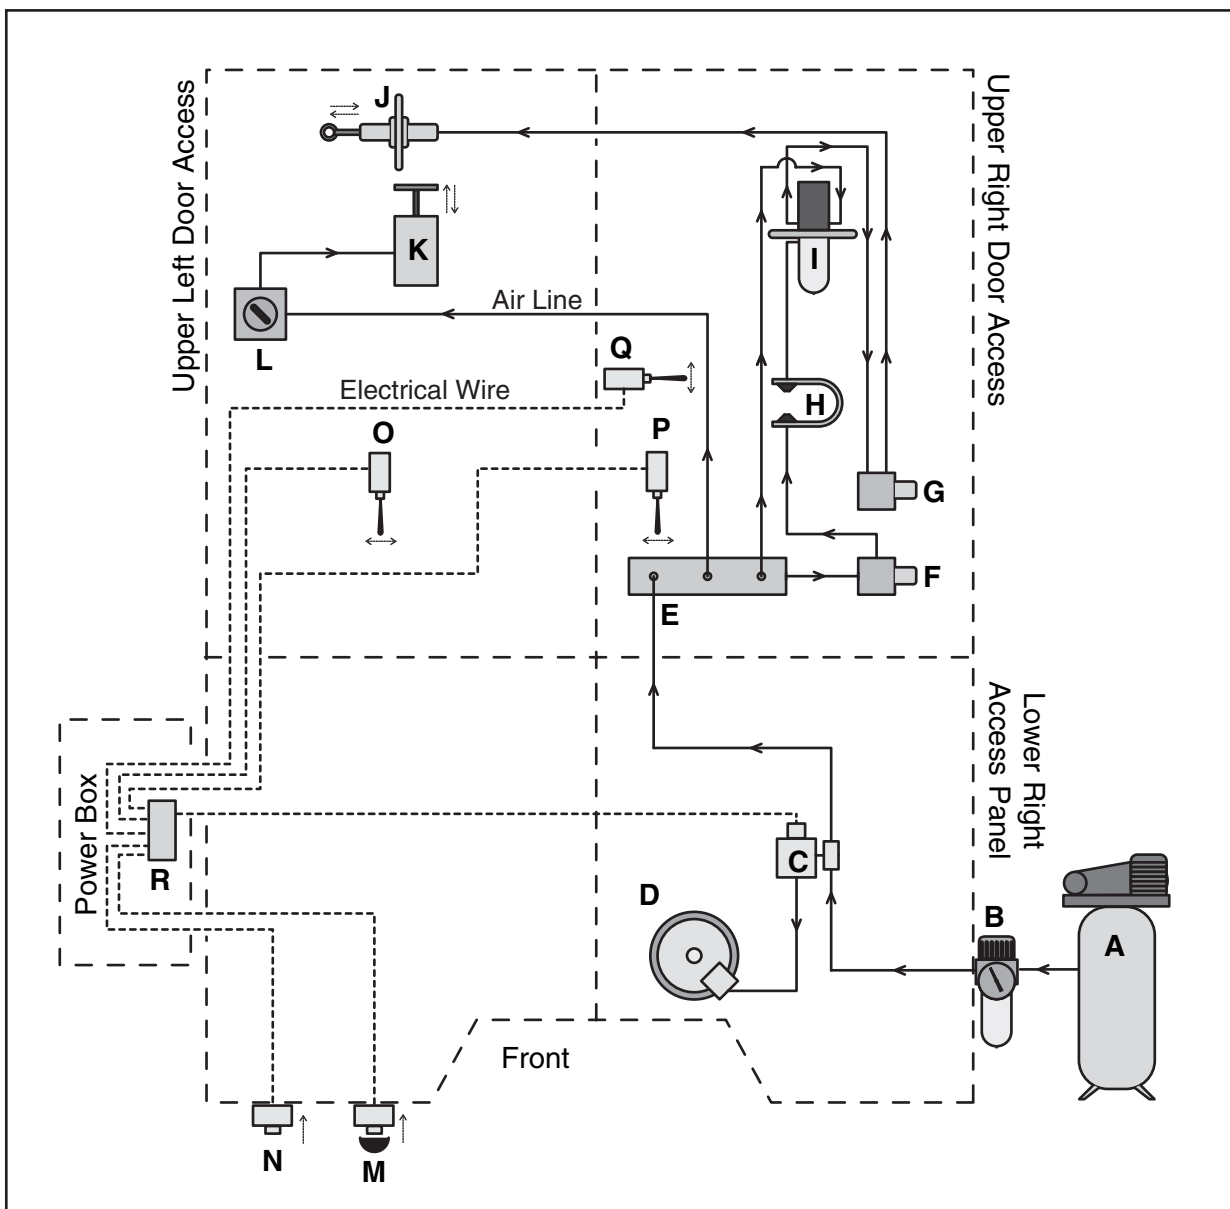 J
Upper Left Door Access
Upper Right Door Access
K
I
Air Line
L
Q
Electrical Wire
H
O
P
G
F
E
Lower Right
Access Panel
Power Box
C
R
D
B
A
Front
N
M